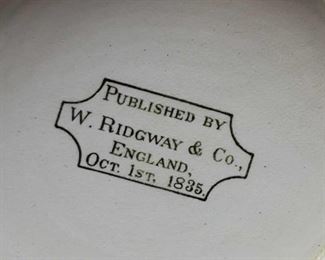 PUBLISHED BY
W. RIDGWAY & CO.,
ENGLAND,
OCT. 1ST, 1835.